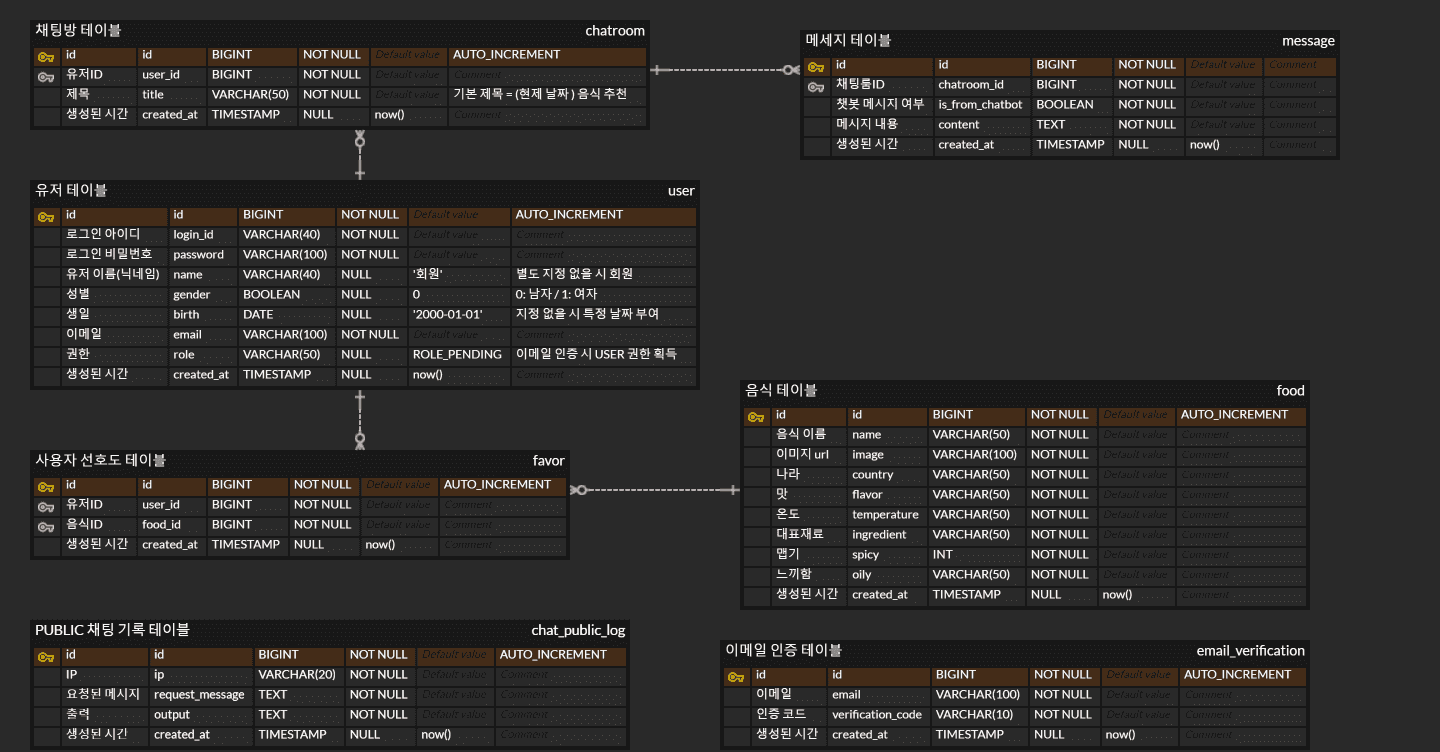 채팅방 테이블 chatroom
id id BIGINT NOT NULL Default value AUTO_INCREMENT
유저ID user_id BIGINT NOT NULL Default value Comment
제목 title VARCHAR(50) NOT NULL Default value 기본 제목 = (현제 날짜 ) 음식 추천
생성된 시간 created_at TIMESTAMP NULL now() Comment
메세지 테이블 message
id id BIGINT NOT NULL Default value Comment
채팅룸ID chatroom_id BIGINT NOT NULL Default value Comment
챗봇 메시지 여부 is_from_chatbot BOOLEAN NOT NULL Default value Comment
메시지 내용 content TEXT NOT NULL Default value Comment
생성된 시간 created_at TIMESTAMP NULL now() Comment
유저 테이블 user
id id BIGINT NOT NULL Default value AUTO_INCREMENT
로그인 아이디 login_id VARCHAR(40) NOT NULL Default value Comment
로그인 비밀번호 password VARCHAR(100) NOT NULL Default value Comment
유저 이름(닉네임) name VARCHAR(40) NULL '회원' 별도 지정 없을 시 회원
성별 gender BOOLEAN NULL 0 0: 남자 / 1: 여자
생일 birth DATE NULL '2000-01-01' 지정 없을 시 특정 날짜 부여
이메일 email VARCHAR(100) NOT NULL Default value Comment
권한 role VARCHAR(50) NULL ROLE_PENDING 이메일 인증 시 USER 권한 획득
생성된 시간 created_at TIMESTAMP NULL now() Comment
사용자 선호도 테이블 favor
id id BIGINT NOT NULL Default value AUTO_INCREMENT
유저ID user_id BIGINT NOT NULL Default value Comment
음식ID food_id BIGINT NOT NULL Default value Comment
생성된 시간 created_at TIMESTAMP NULL now() Comment
음식 테이블 food
id id BIGINT NOT NULL Default value AUTO_INCREMENT
음식 이름 name VARCHAR(50) NOT NULL Default value Comment
이미지 url image VARCHAR(100) NOT NULL Default value Comment
나라 country VARCHAR(50) NOT NULL Default value Comment
맛 flavor VARCHAR(50) NOT NULL Default value Comment
온도 temperature VARCHAR(50) NOT NULL Default value Comment
대표재료 ingredient VARCHAR(50) NOT NULL Default value Comment
맵기 spicy INT NOT NULL Default value Comment
느끼함 oily VARCHAR(50) NOT NULL Default value Comment
생성된 시간 created_at TIMESTAMP NULL now() Comment
PUBLIC 채팅 기록 테이블 chat_public_log
id id BIGINT NOT NULL Default value AUTO_INCREMENT
IP ip VARCHAR(20) NOT NULL Default value Comment
요청된 메시지 request_message TEXT NOT NULL Default value Comment
출력 output TEXT NOT NULL Default value Comment
생성된 시간 created_at TIMESTAMP NULL now() Comment
이메일 인증 테이블 email_verification
id id BIGINT NOT NULL Default value AUTO_INCREMENT
이메일 email VARCHAR(100) NOT NULL Default value Comment
인증 코드 verification_code VARCHAR(10) NOT NULL Default value Comment
생성된 시간 created_at TIMESTAMP NULL now() Comment